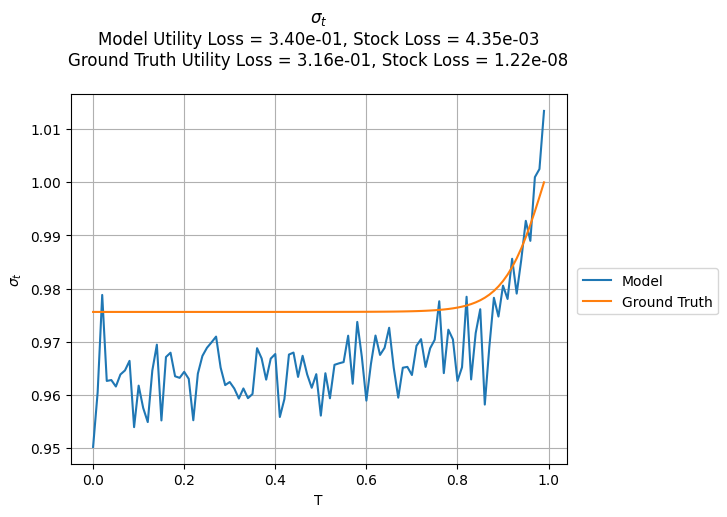 σₜ
Model Utility Loss = 3.40e-01, Stock Loss = 4.35e-03
Ground Truth Utility Loss = 3.16e-01, Stock Loss = 1.22e-08
1.01
1.00
0.99
0.98
0.97
0.96
0.95
σₜ
0.0 0.2 0.4 0.6 0.8 1.0
T
Model
Ground Truth